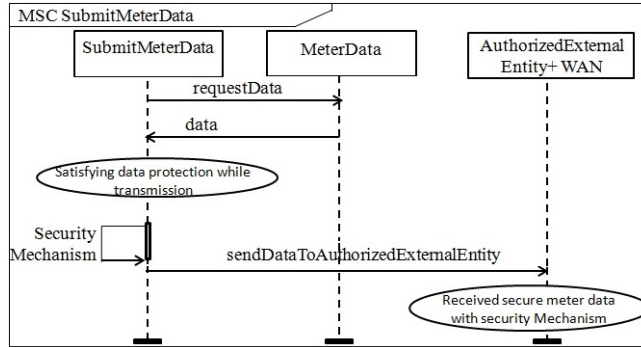 MSC SubmitMeterData
SubmitMeterData
MeterData
AuthorizedExternal
Entity+ WAN
requestData
data
Satisfying data protection while
transmission
Security
Mechanism
sendDataToAuthorizedExternalEntity
Received secure meter data
with security Mechanism